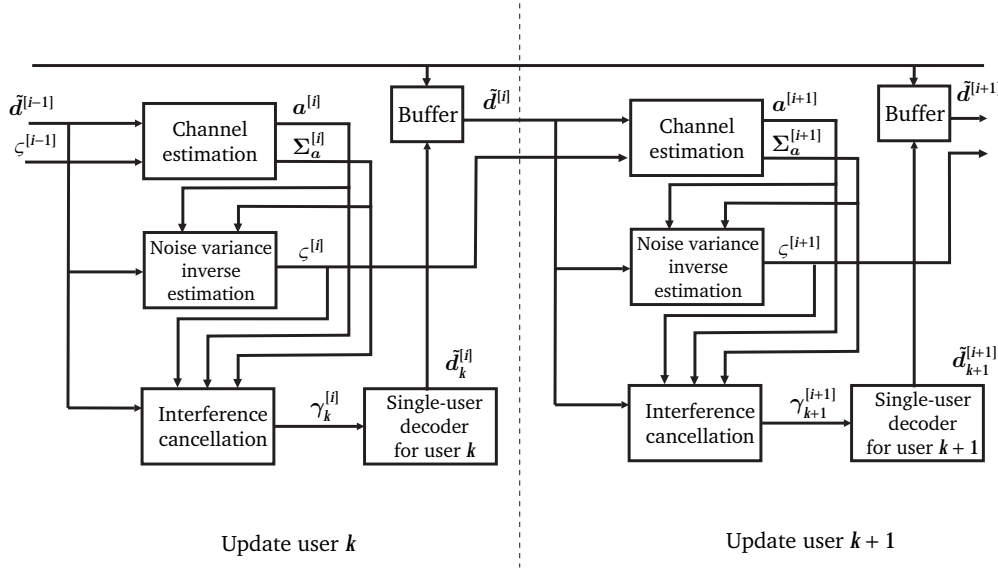 d̃^[i−1]
ς^[i−1]
Channel
estimation
a^[i]
Σ_a^[i]
Buffer
d̃^[i]
Noise variance
inverse
estimation
ς^[i]
Interference
cancellation
γ_k^[i]
d̃_k^[i]
Single-user
decoder
for user k
Update user k
Channel
estimation
a^[i+1]
Σ_a^[i+1]
Buffer
d̃^[i+1]
Noise variance
inverse
estimation
ς^[i+1]
Interference
cancellation
γ_{k+1}^[i+1]
d̃_{k+1}^[i+1]
Single-user
decoder
for user k + 1
Update user k + 1